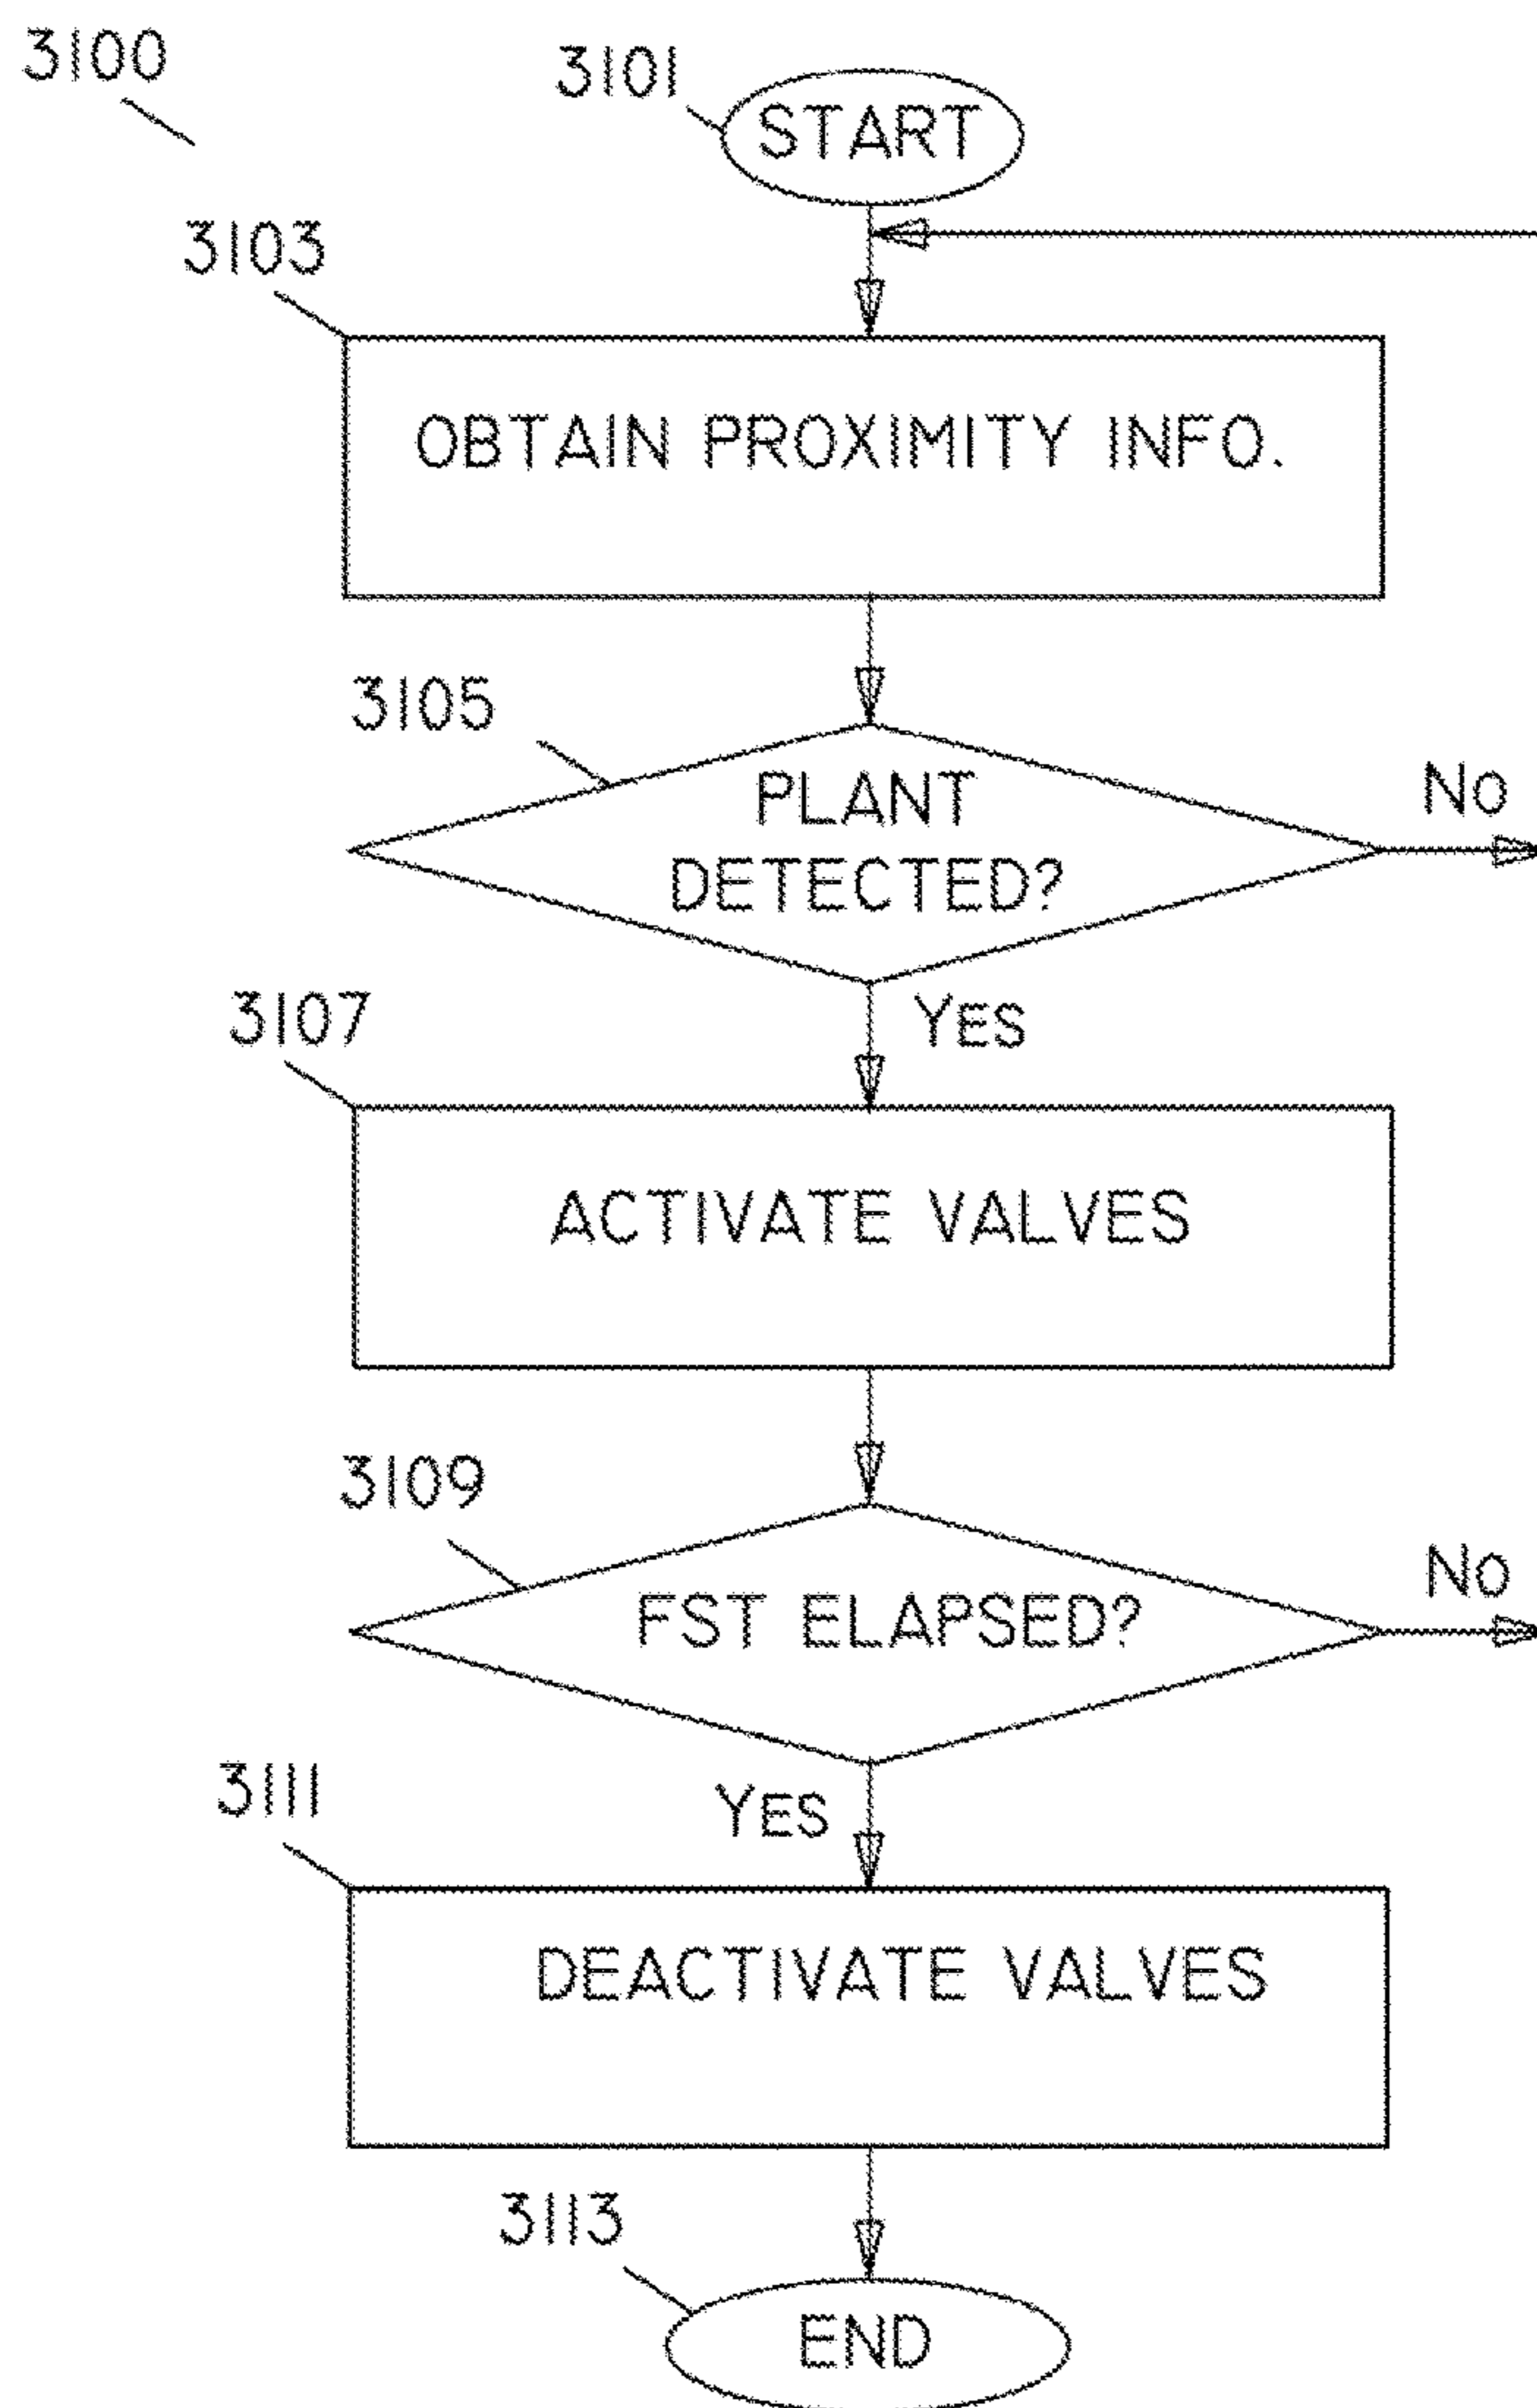 3100
3101
START
3103
OBTAIN PROXIMITY INFO.
3105
PLANT
DETECTED?
No
YES
3107
ACTIVATE VALVES
3109
FST ELAPSED?
No
YES
3111
DEACTIVATE VALVES
3113
END